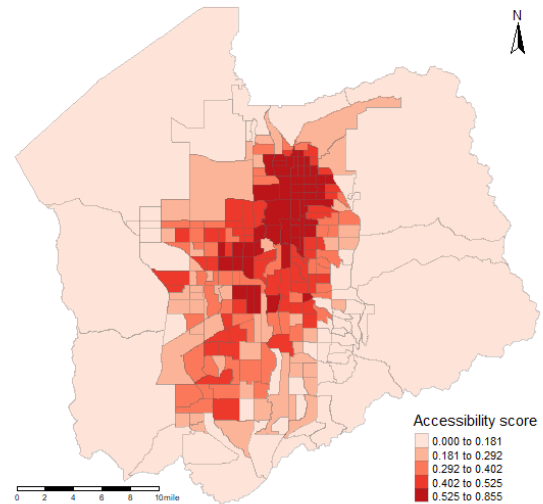 N
Accessibility score
0.000 to 0.181
0.181 to 0.292
0.292 to 0.402
0.402 to 0.525
0.525 to 0.855
0 2 4 6 8 10mile